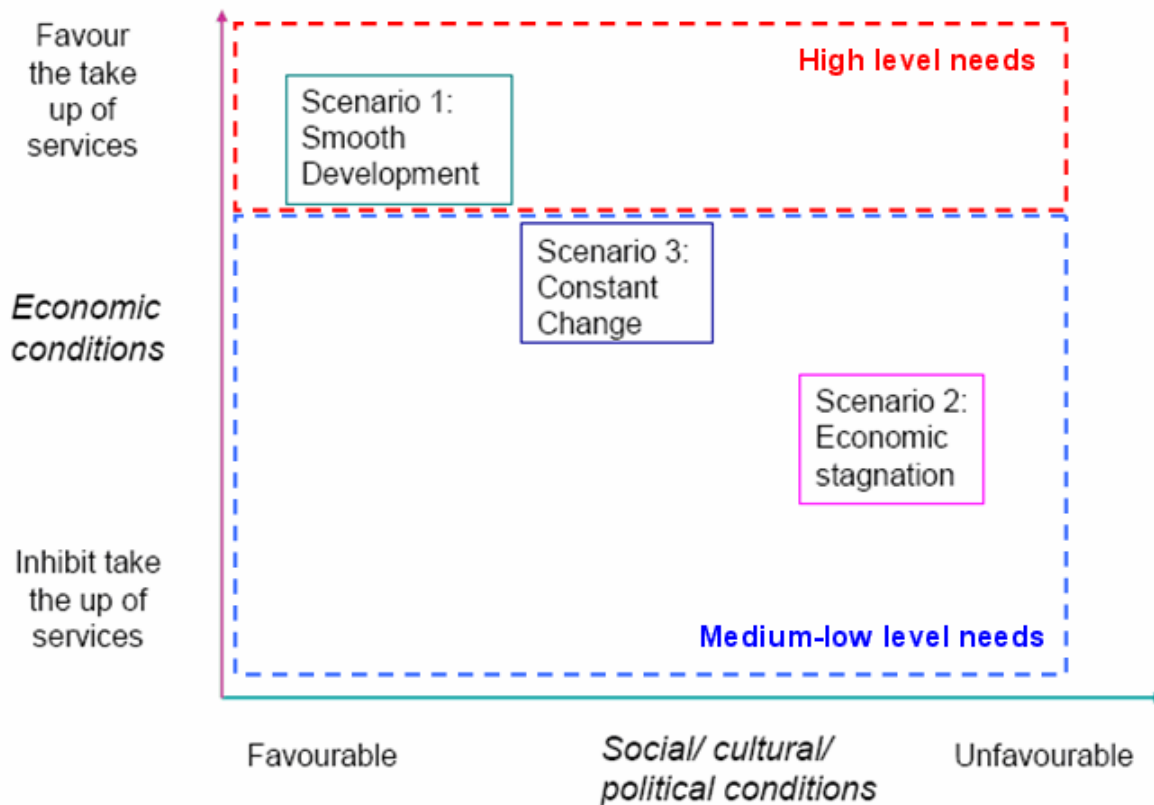 Favour
the take
up of
services
High level needs
Scenario 1:
Smooth
Development
Scenario 3:
Constant
Change
Economic
conditions
Scenario 2:
Economic
stagnation
Inhibit take
the up of
services
Medium-low level needs
Favourable
Social/ cultural/
political conditions
Unfavourable